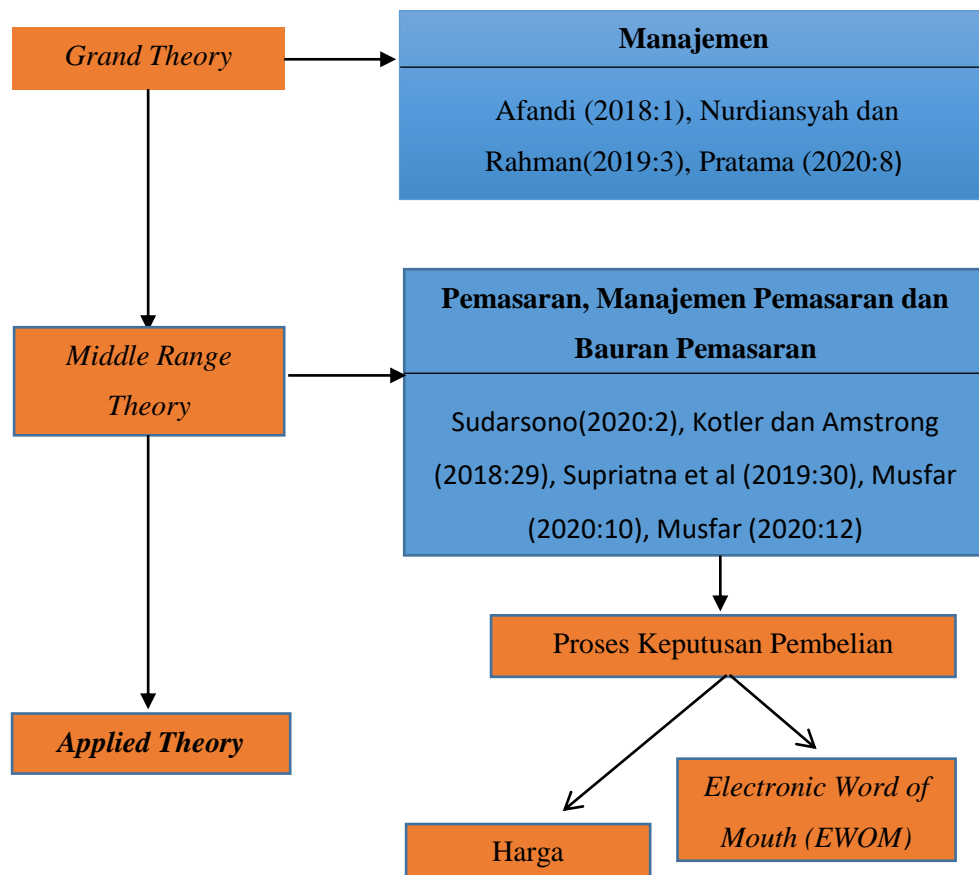 Grand Theory
Manajemen
Afandi (2018:1), Nurdiansyah dan
Rahman(2019:3), Pratama (2020:8)
Middle Range
Theory
Pemasaran, Manajemen Pemasaran dan
Bauran Pemasaran
Sudarsono(2020:2), Kotler dan Amstrong
(2018:29), Supriatna et al (2019:30), Musfar
(2020:10), Musfar (2020:12)
Proses Keputusan Pembelian
Applied Theory
Electronic Word of
Mouth (EWOM)
Harga